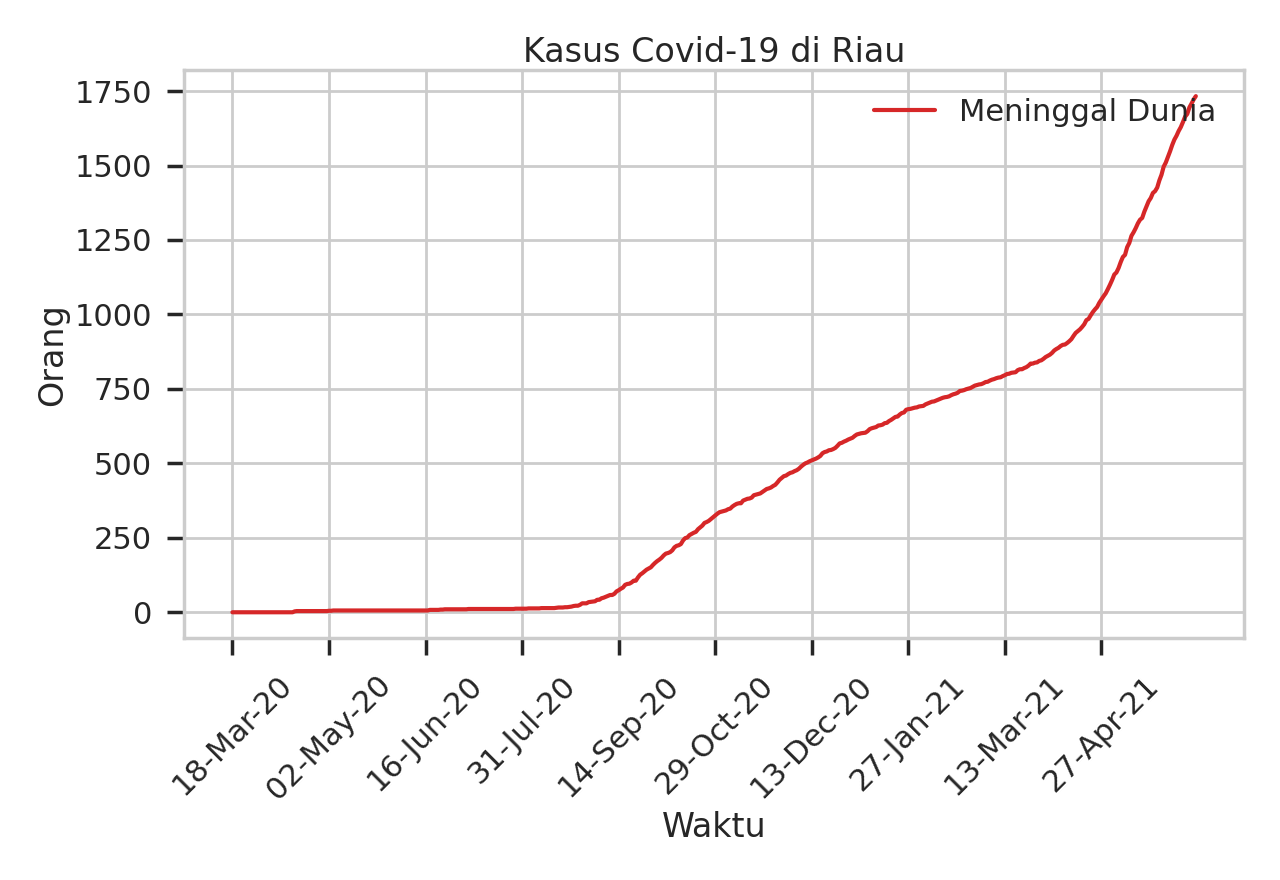 Kasus Covid-19 di Riau
Meninggal Dunia
Orang
1750
1500
1250
1000
750
500
250
0
18-Mar-20
02-May-20
16-Jun-20
31-Jul-20
14-Sep-20
29-Oct-20
13-Dec-20
27-Jan-21
13-Mar-21
27-Apr-21
Waktu